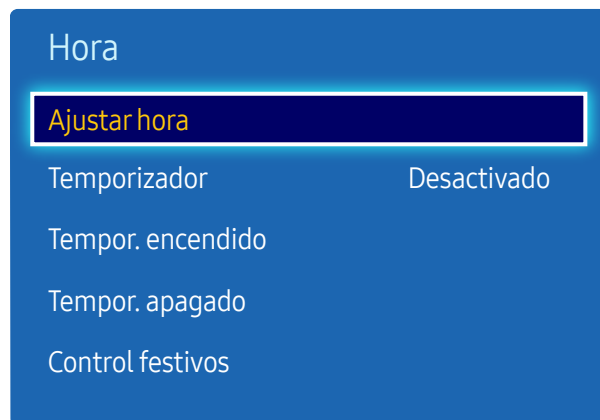 Hora
Ajustar hora
Temporizador Desactivado
Tempor. encendido
Tempor. apagado
Control festivos